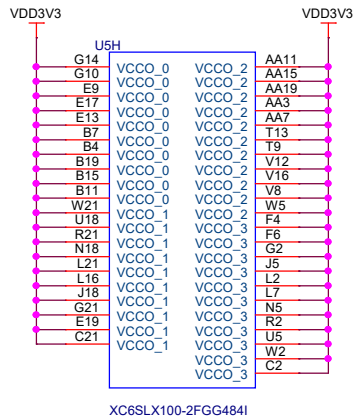 VDD3V3 VDD3V3
U5H
G14 VCCO_0 VCCO_2 AA11
G10 VCCO_0 VCCO_2 AA15
E9 VCCO_0 VCCO_2 AA19
E17 VCCO_0 VCCO_2 AA3
E13 VCCO_0 VCCO_2 AA7
B7 VCCO_0 VCCO_2 T13
B4 VCCO_0 VCCO_2 T9
B19 VCCO_0 VCCO_2 V12
B15 VCCO_0 VCCO_2 V16
B11 VCCO_0 VCCO_2 V8
W21 VCCO_1 VCCO_2 W5
U18 VCCO_1 VCCO_3 F4
R21 VCCO_1 VCCO_3 F6
N18 VCCO_1 VCCO_3 G2
L21 VCCO_1 VCCO_3 J5
L16 VCCO_1 VCCO_3 L2
J18 VCCO_1 VCCO_3 L7
G21 VCCO_1 VCCO_3 N5
E19 VCCO_1 VCCO_3 R2
C21 VCCO_1 VCCO_3 U5
VCCO_3 W2
VCCO_3 C2
XC6SLX100-2FGG484I